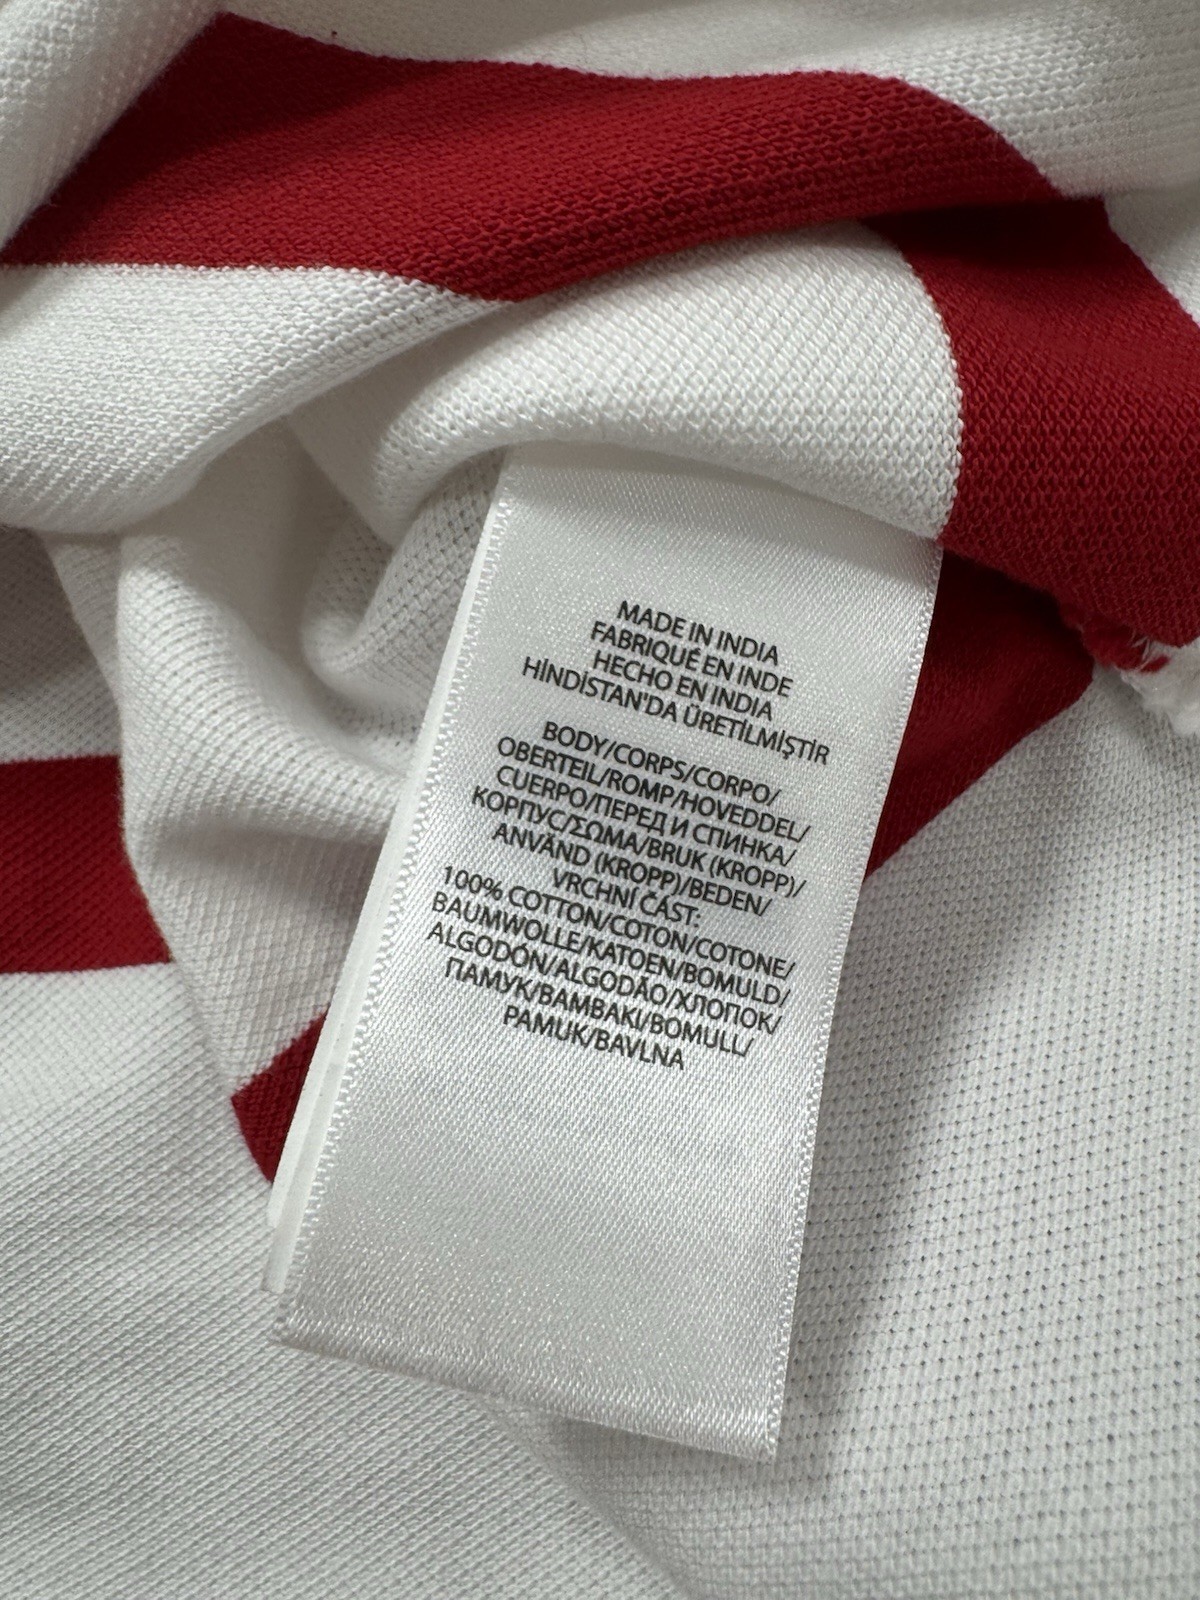 MADE IN INDIA
FABRIQUÉ EN INDE
HECHO EN INDIA
HİNDİSTAN'DA ÜRETİLMİŞTİR
BODY/CORPS/CORPO/
OBERTEIL/ROMP/HOVEDDEL/
CUERPO/ПЕРЕД И СПИНКА/
КОРПУС/ΣΩΜΑ/BRUK (KROPP)/
ANVÄND (KROPP)/BEDEN/
VRCHNÍ ČÁST:
100% COTTON/COTON/COTONE/
BAUMWOLLE/KATOEN/BOMULD/
ALGODÓN/ALGODÃO/ХЛОПОК/
ПАМУК/BAMBAKI/BOMULL/
PAMUK/BAVLNA